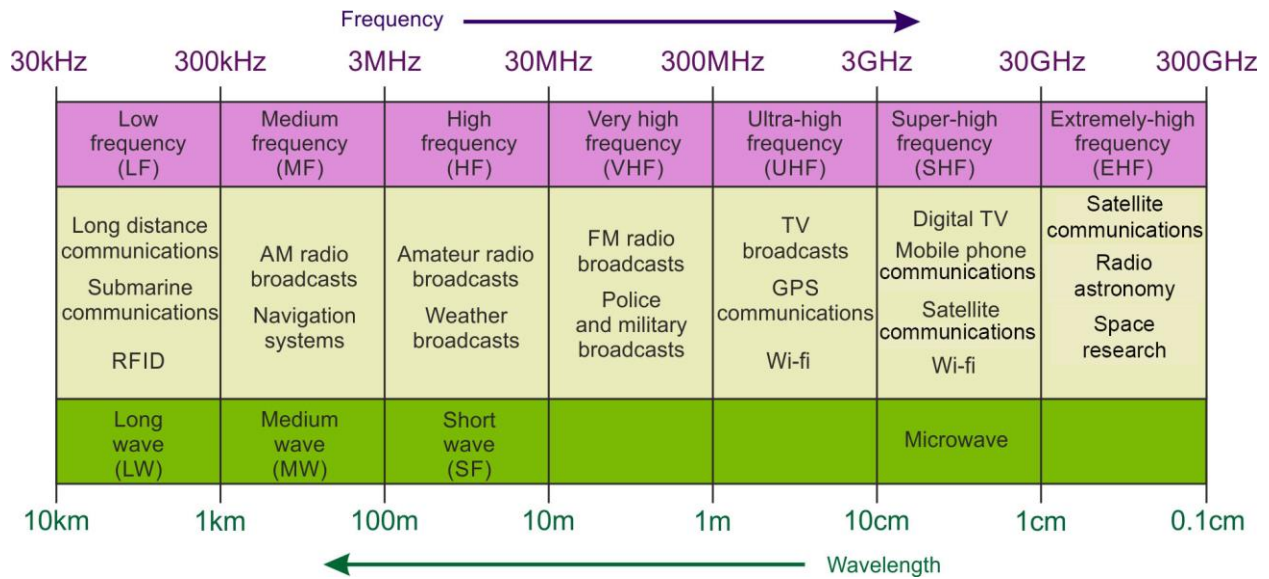 Frequency
30kHz 300kHz 3MHz 30MHz 300MHz 3GHz 30GHz 300GHz
Low
frequency
(LF)
Medium
frequency
(MF)
High
frequency
(HF)
Very high
frequency
(VHF)
Ultra-high
frequency
(UHF)
Super-high
frequency
(SHF)
Extremely-high
frequency
(EHF)
Long distance
communications
Submarine
communications
RFID
AM radio
broadcasts
Navigation
systems
Amateur radio
broadcasts
Weather
broadcasts
FM radio
broadcasts
Police
and military
broadcasts
TV
broadcasts
GPS
communications
Wi-fi
Digital TV
Mobile phone
communications
Satellite
communications
Wi-fi
Satellite
communications
Radio
astronomy
Space
research
Long
wave
(LW)
Medium
wave
(MW)
Short
wave
(SF)
Microwave
10km 1km 100m 10m 1m 10cm 1cm 0.1cm
Wavelength